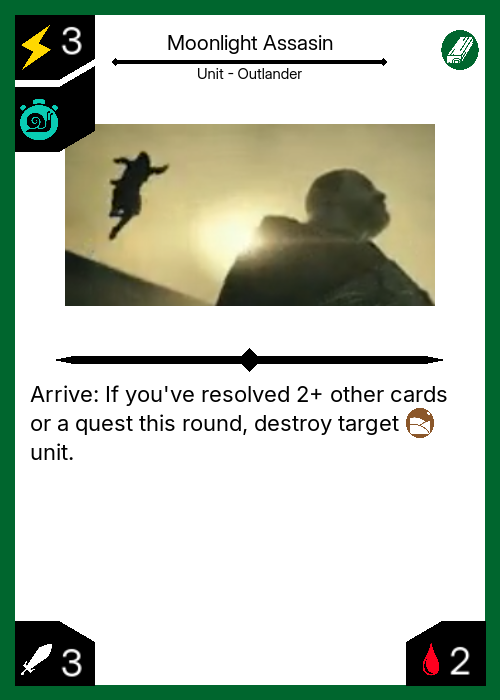 3
Moonlight Assasin
Unit - Outlander
Arrive: If you've resolved 2+ other cards
or a quest this round, destroy target
unit.
3
2